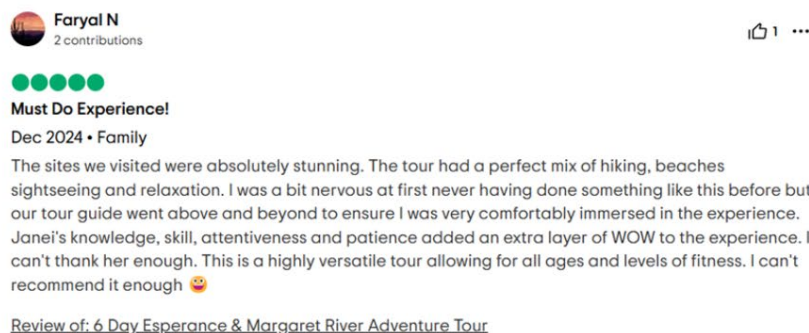 Faryal N
2 contributions
1
Must Do Experience!
Dec 2024 • Family
The sites we visited were absolutely stunning. The tour had a perfect mix of hiking, beaches
sightseeing and relaxation. I was a bit nervous at first never having done something like this before but
our tour guide went above and beyond to ensure I was very comfortably immersed in the experience.
Janei's knowledge, skill, attentiveness and patience added an extra layer of WOW to the experience. I
can't thank her enough. This is a highly versatile tour allowing for all ages and levels of fitness. I can't
recommend it enough 😀
Review of: 6 Day Esperance & Margaret River Adventure Tour